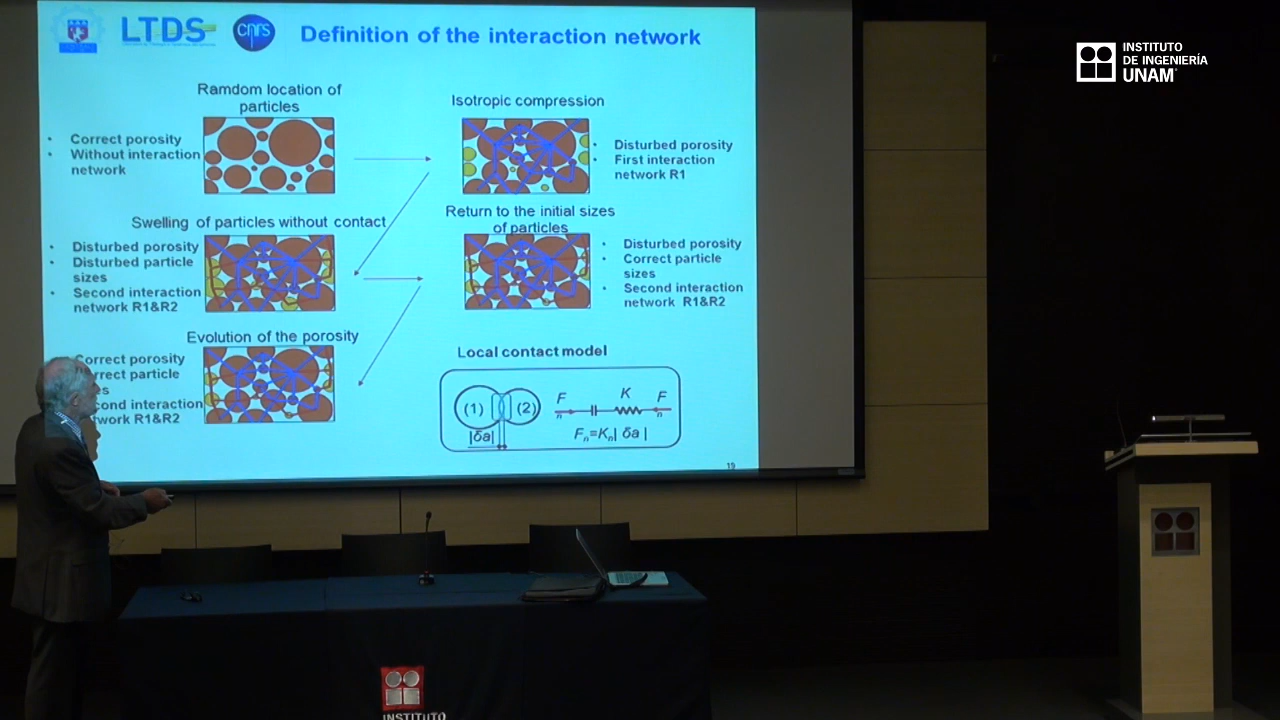 LTDS
cnrs
Definition of the interaction network
Ramdom location of
particles
• Correct porosity
• Without interaction
network
Isotropic compression
• Disturbed porosity
• First interaction
network R1
Swelling of particles without contact
• Disturbed porosity
• Disturbed particle
sizes
• Second interaction
network R1&R2
Return to the initial sizes
of particles
• Disturbed porosity
• Correct particle
sizes
• Second interaction
network R1&R2
Evolution of the porosity
Correct porosity
particle
interaction
R1&R2
Local contact model
(1) (2)
|δa|
F K F
n n
Fn=Kn| δa |
19
INSTITUTO
DE INGENIERÍA
UNAM
INSTITUTO